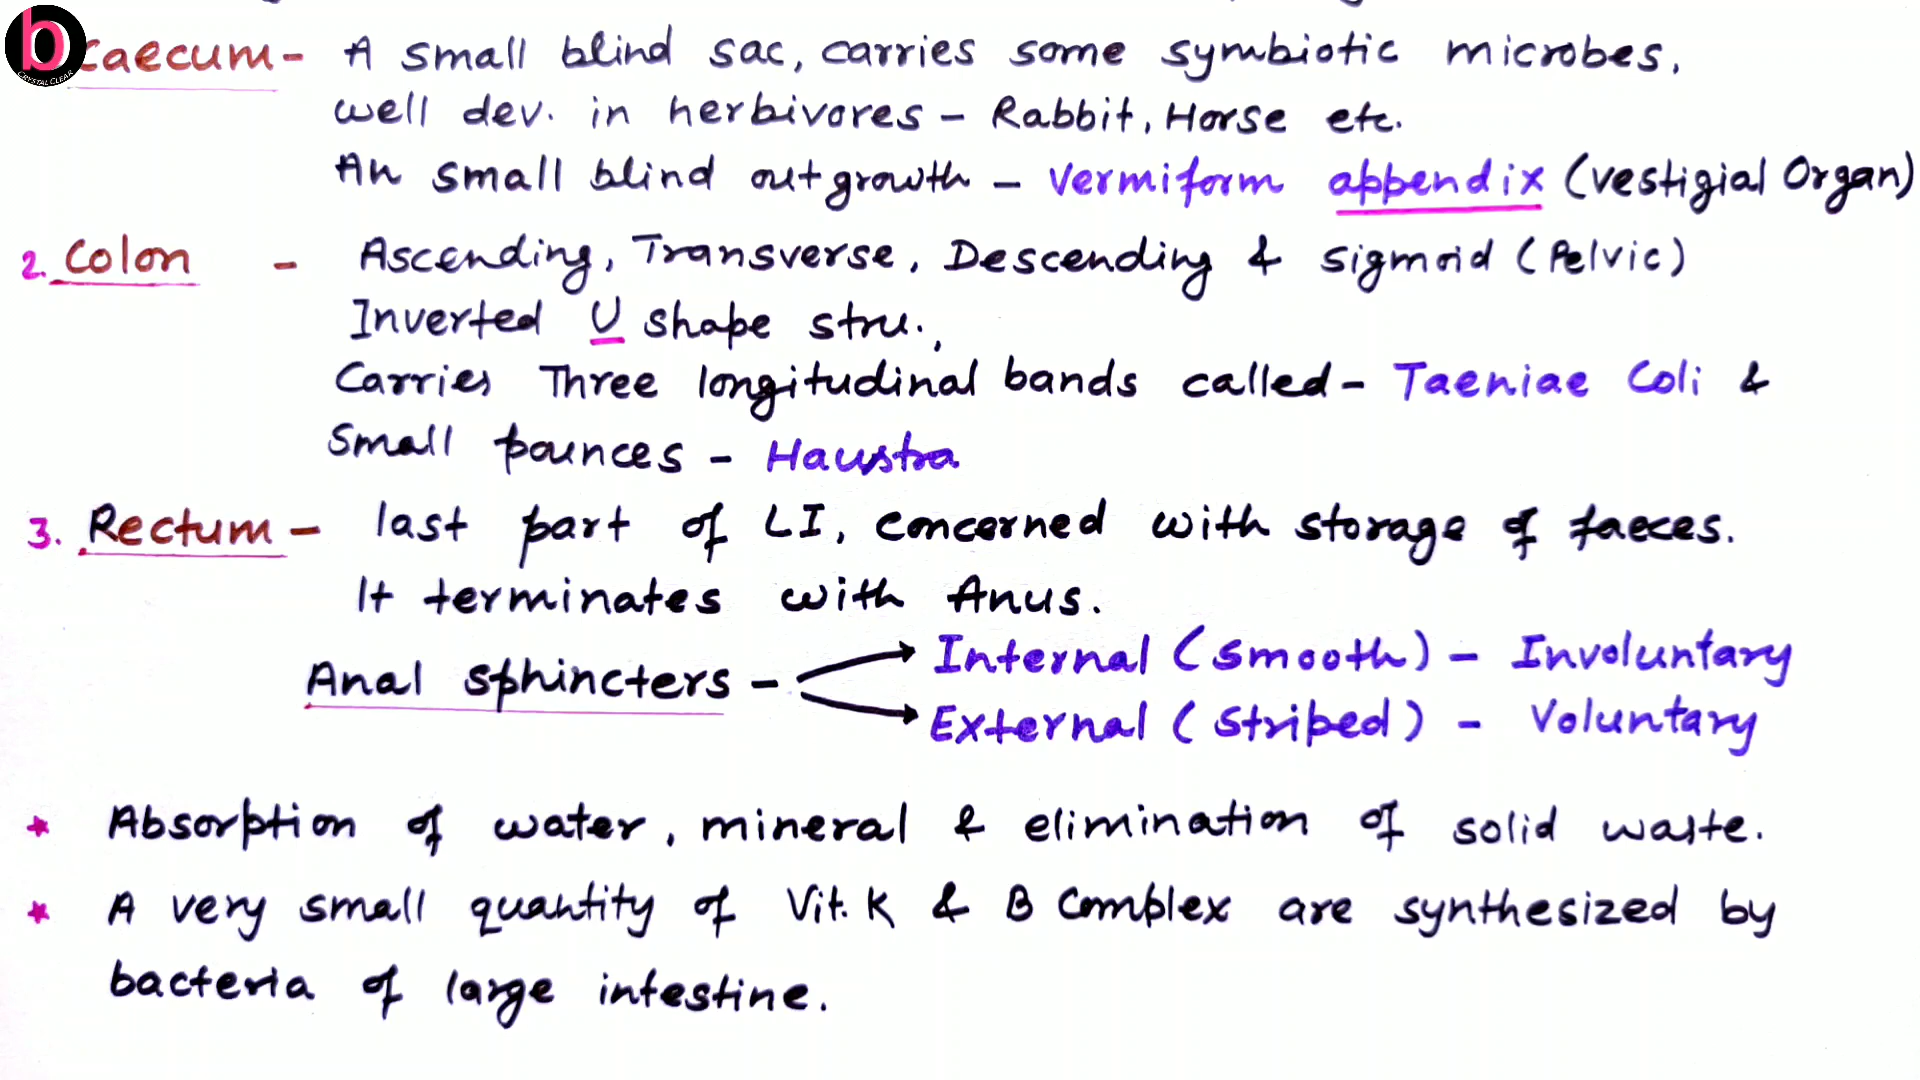 b
CRYSTAL CLEAR
Caecum - A small blind sac, carries some symbiotic microbes.
well dev. in herbivores - Rabbit, Horse etc.
An small blind outgrowth - Vermiform appendix (vestigial Organ)
2. Colon - Ascending, Transverse, Descending & sigmoid (Pelvic)
Inverted U shape stru.,
Carries Three longitudinal bands called - Taeniae Coli &
Small pounces - Haustra
3. Rectum - last part of LI, concerned with storage of faeces.
It terminates with Anus.
Anal sphincters - Internal (smooth) - Involuntary
External (striped) - Voluntary
* Absorption of water, mineral & elimination of solid waste.
* A very small quantity of Vit. K & B Complex are synthesized by
bacteria of large intestine.